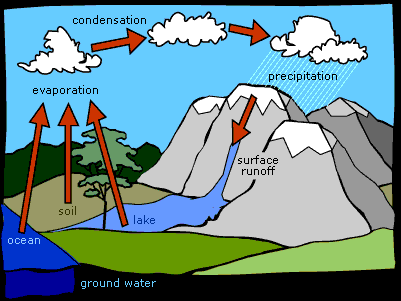 condensation
precipitation
evaporation
surface
runoff
soil
lake
ocean
ground water